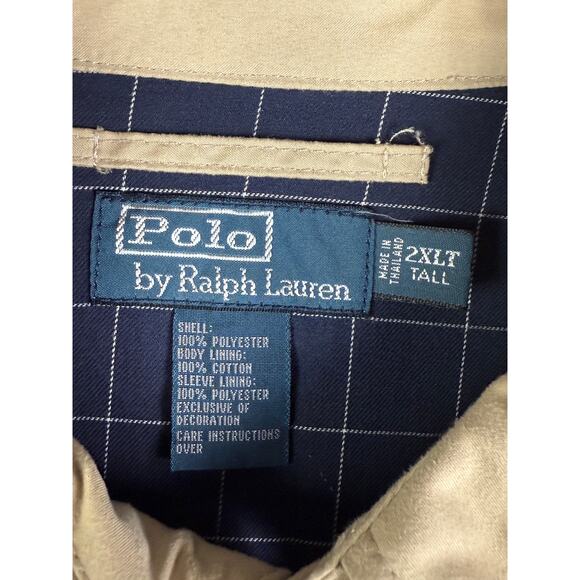 Polo
by Ralph Lauren
MADE IN
THAILAND
2XLT
TALL
SHELL:
100% POLYESTER
BODY LINING:
100% COTTON
SLEEVE LINING:
100% POLYESTER
EXCLUSIVE OF
DECORATION
CARE INSTRUCTIONS
OVER